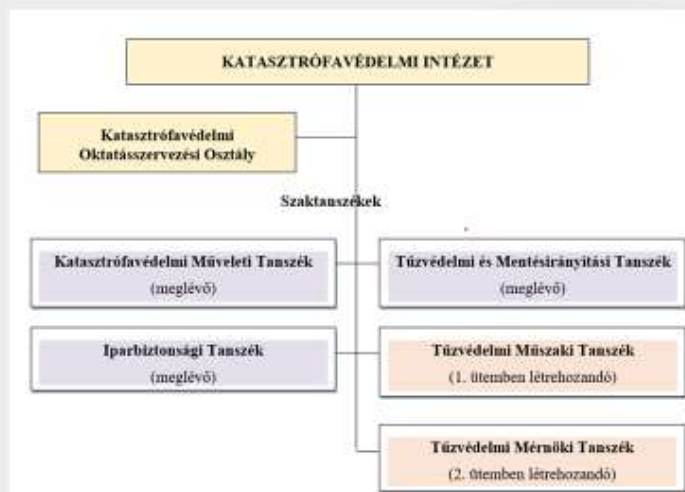 KATASZTRÓFAVÉDELMI INTÉZET
Katasztrófavédelmi
Oktatásszervezési Osztály
Szaktanszékek
Katasztrófavédelmi Műveleti Tanszék
(meglévő)
Tűzvédelmi és Mentésirányítási Tanszék
(meglévő)
Iparbiztonsági Tanszék
(meglévő)
Tűzvédelmi Műszaki Tanszék
(1. ütemben létrehozandó)
Tűzvédelmi Mérnöki Tanszék
(2. ütemben létrehozandó)